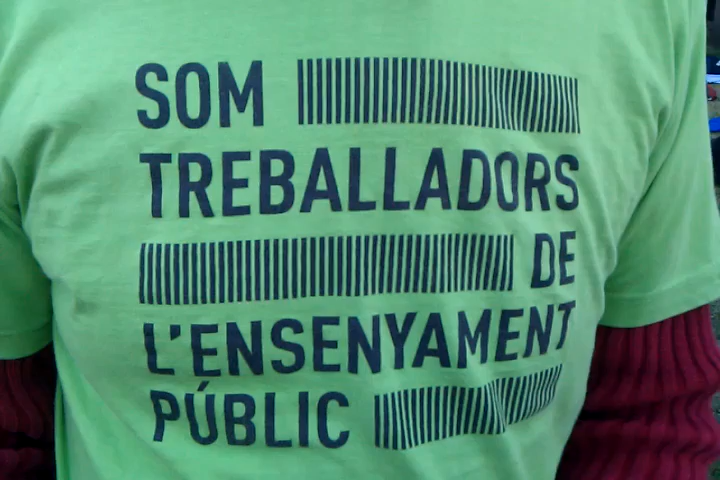 SOM
TREBALLADORS
DE
L'ENSENYAMENT
PÚBLIC